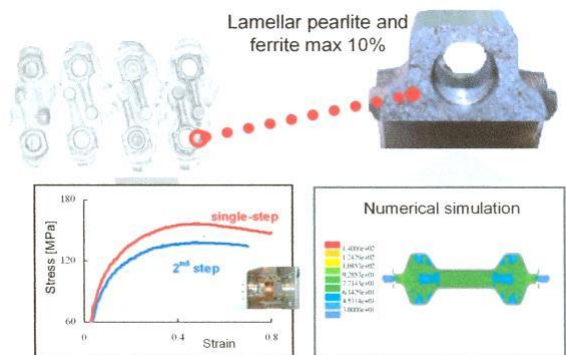 Lamellar pearlite and
ferrite max 10%
180
130
60
Stress [MPa]
single-step
2nd step
0
0.4
0.8
Strain
Numerical simulation